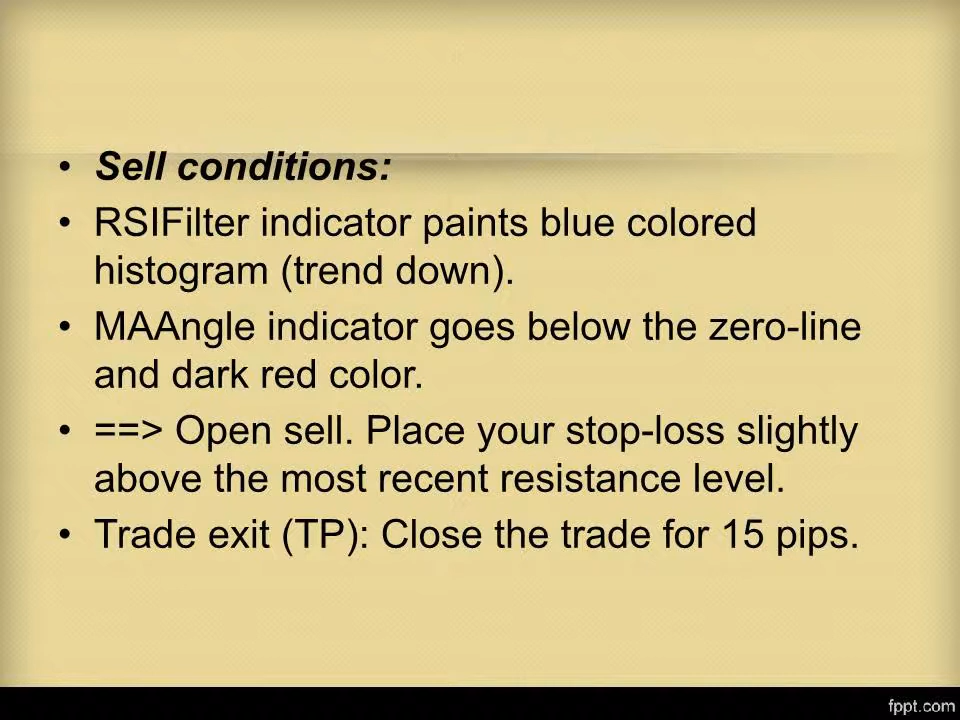 • Sell conditions:
• RSIFilter indicator paints blue colored
histogram (trend down).
• MAAngle indicator goes below the zero-line
and dark red color.
• ==> Open sell. Place your stop-loss slightly
above the most recent resistance level.
• Trade exit (TP): Close the trade for 15 pips.
fppt.com